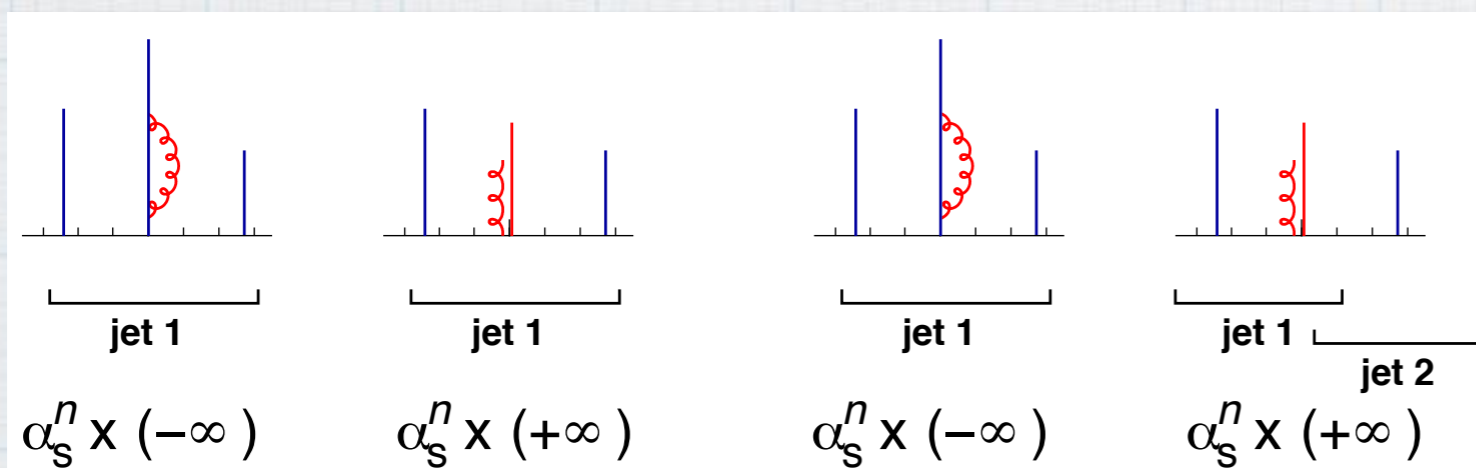 jet 1
jet 1
jet 1
jet 1
jet 2
αₛⁿ x (−∞)
αₛⁿ x (+∞)
αₛⁿ x (−∞)
αₛⁿ x (+∞)